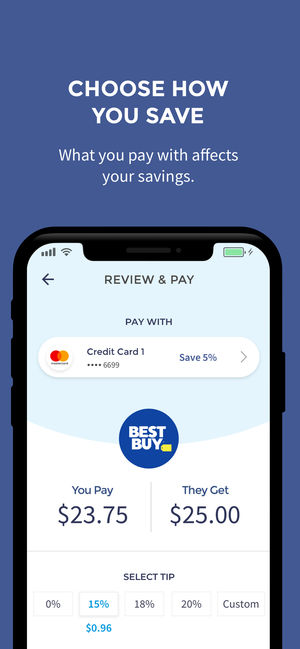 CHOOSE HOW
YOU SAVE
What you pay with affects
your savings.
REVIEW & PAY
PAY WITH
mastercard
Credit Card 1
•••• 6699
Save 5%
BEST
BUY
You Pay
They Get
$23.75
$25.00
SELECT TIP
0%
15%
18%
20%
Custom
$0.96